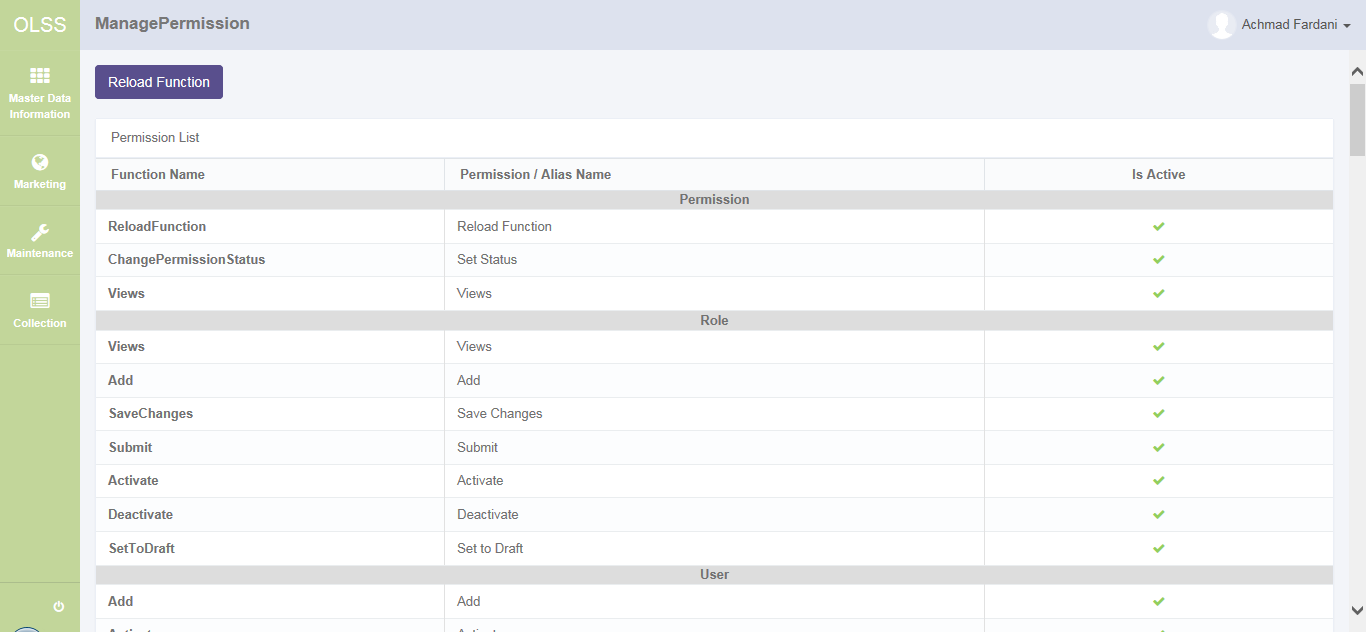 OLSS
ManagePermission
Achmad Fardani
Master Data
Information
Marketing
Maintenance
Collection
Reload Function
Permission List
Function Name Permission / Alias Name Is Active
Permission
ReloadFunction Reload Function
ChangePermissionStatus Set Status
Views Views
Role
Views Views
Add Add
SaveChanges Save Changes
Submit Submit
Activate Activate
Deactivate Deactivate
SetToDraft Set to Draft
User
Add Add